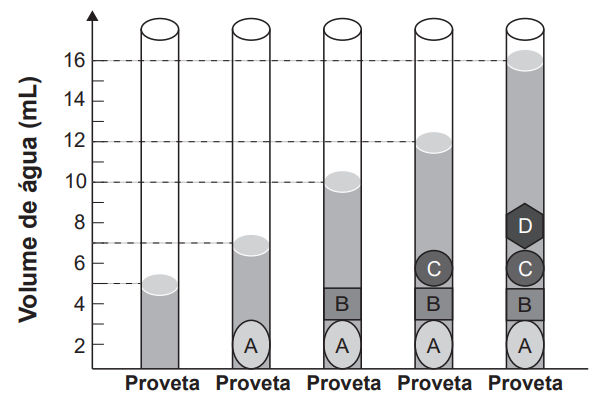 Volume de água (mL)
16
14
12
10
8
6
4
2
D
C
C
B
B
B
A
A
A
A
Proveta Proveta Proveta Proveta Proveta